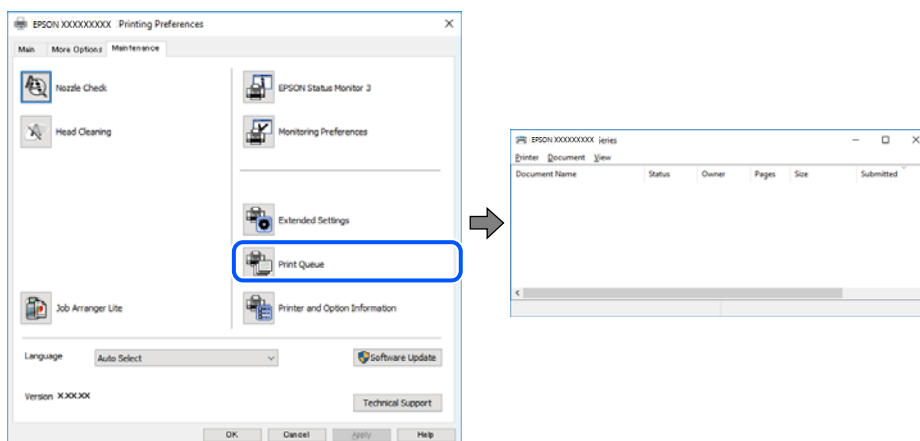 EPSON XXXXXXXXX Printing Preferences
Main More Options Maintenance
Nozzle Check
EPSON Status Monitor 3
Head Cleaning
Monitoring Preferences
Extended Settings
Print Queue
Job Arranger Lite
Printer and Option Information
Language Auto Select
Software Update
Version X.XX.XX
Technical Support
OK Cancel Apply Help
EPSON XXXXXXXXX Series
Printer Document View
Document Name Status Owner Pages Size Submitted